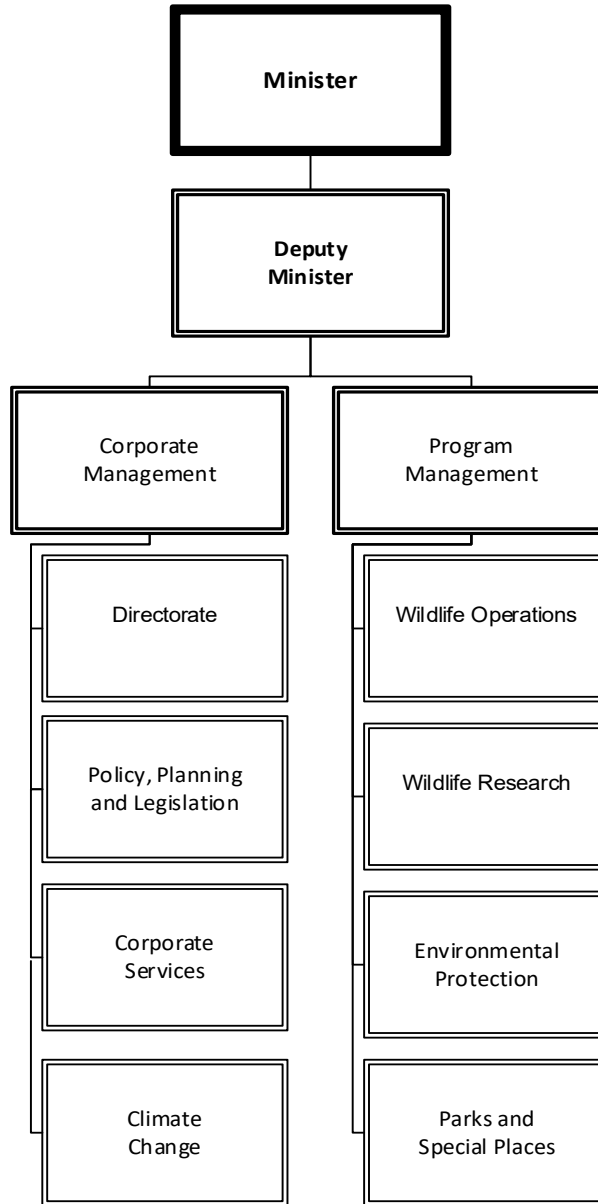 Minister
Deputy
Minister
Corporate
Management
Program
Management
Directorate
Wildlife Operations
Policy, Planning
and Legislation
Wildlife Research
Corporate
Services
Environmental
Protection
Climate
Change
Parks and
Special Places